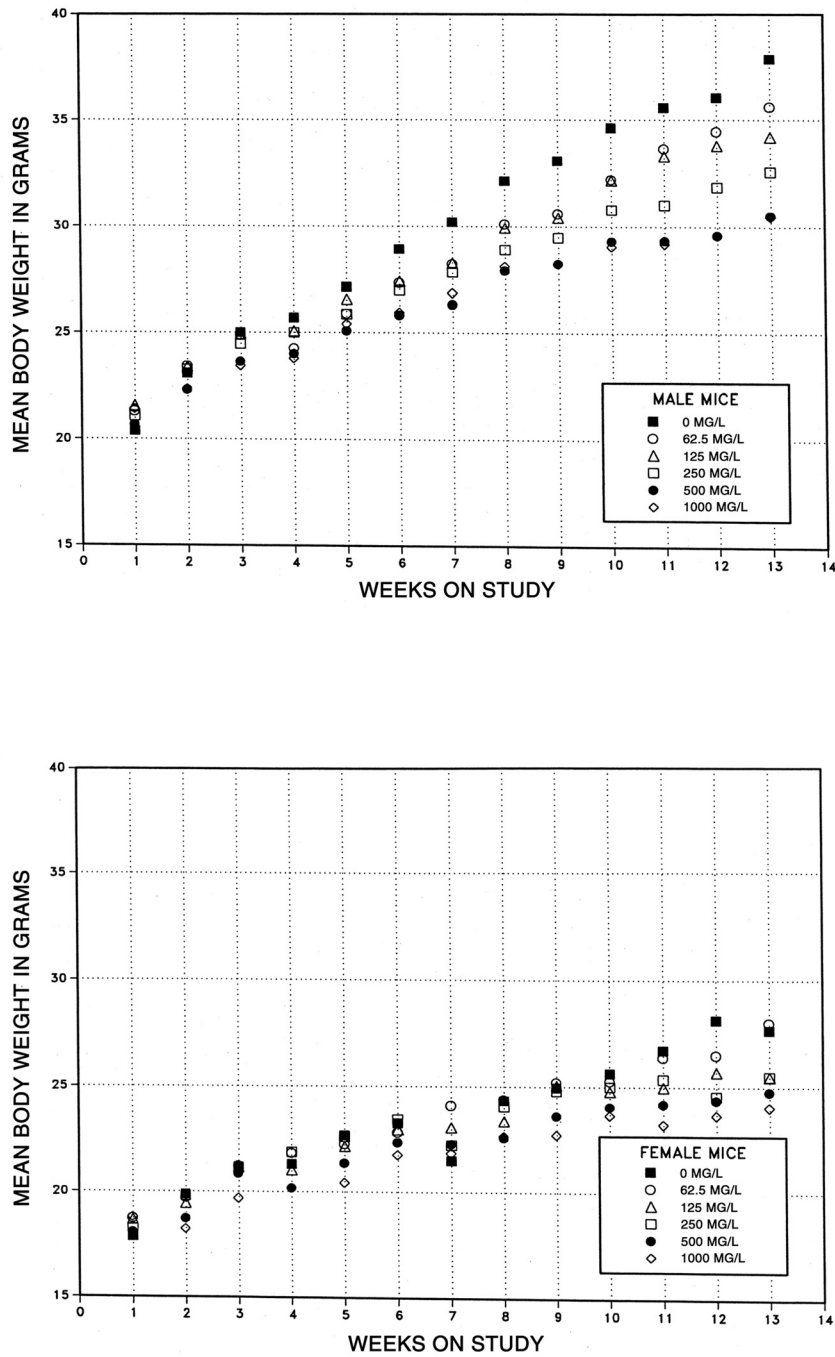 40
35
30
25
20
15
MEAN BODY WEIGHT IN GRAMS
MALE MICE
0 MG/L
62.5 MG/L
125 MG/L
250 MG/L
500 MG/L
1000 MG/L
0 1 2 3 4 5 6 7 8 9 10 11 12 13 14
WEEKS ON STUDY
40
35
30
25
20
15
MEAN BODY WEIGHT IN GRAMS
FEMALE MICE
0 MG/L
62.5 MG/L
125 MG/L
250 MG/L
500 MG/L
1000 MG/L
0 1 2 3 4 5 6 7 8 9 10 11 12 13 14
WEEKS ON STUDY